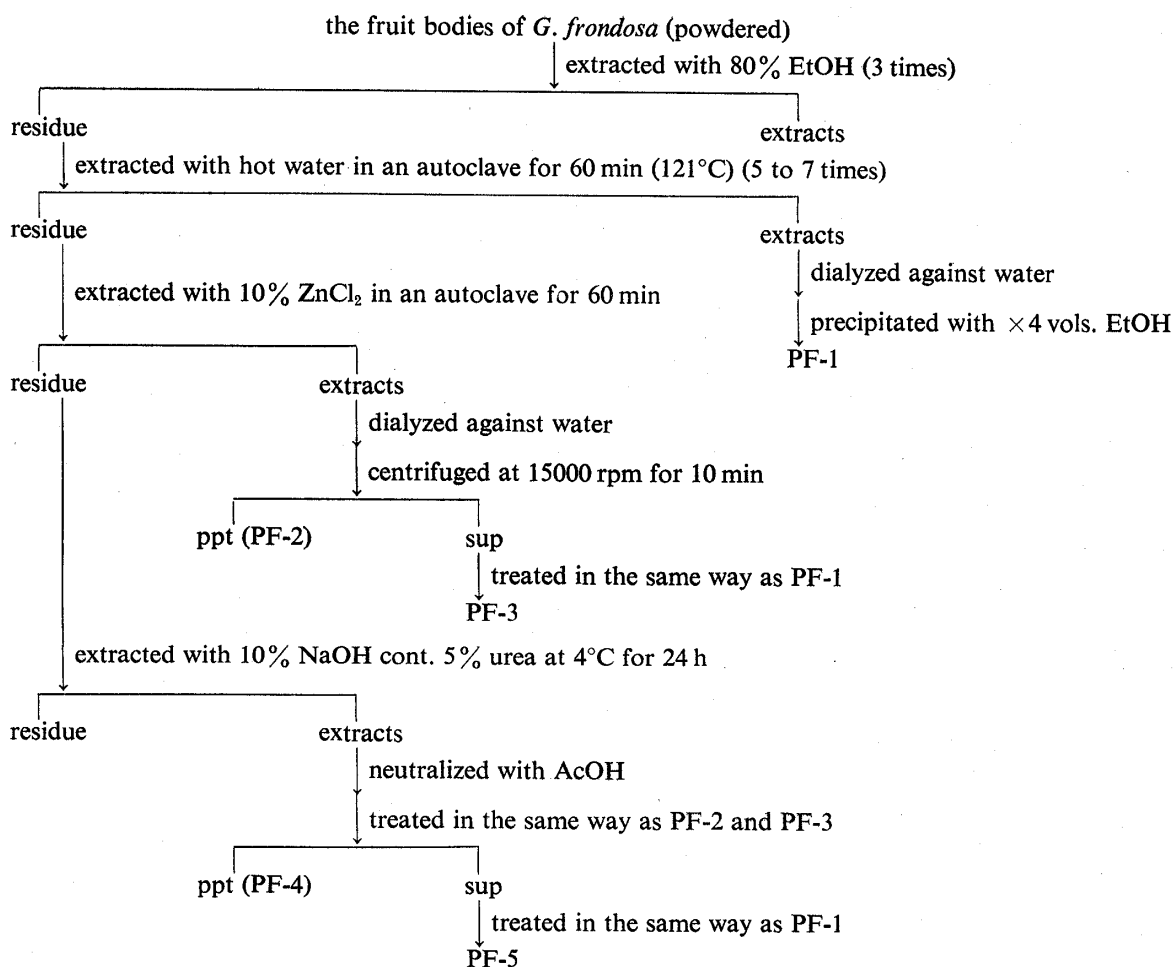 the fruit bodies of G. frondosa (powdered)
extracted with 80% EtOH (3 times)
residue
extracts
extracted with hot water in an autoclave for 60 min (121°C) (5 to 7 times)
residue
extracts
dialyzed against water
extracted with 10% ZnCl₂ in an autoclave for 60 min
precipitated with ×4 vols. EtOH
PF-1
residue
extracts
dialyzed against water
centrifuged at 15000 rpm for 10 min
ppt (PF-2)
sup
treated in the same way as PF-1
PF-3
extracted with 10% NaOH cont. 5% urea at 4°C for 24 h
residue
extracts
neutralized with AcOH
treated in the same way as PF-2 and PF-3
ppt (PF-4)
sup
treated in the same way as PF-1
PF-5